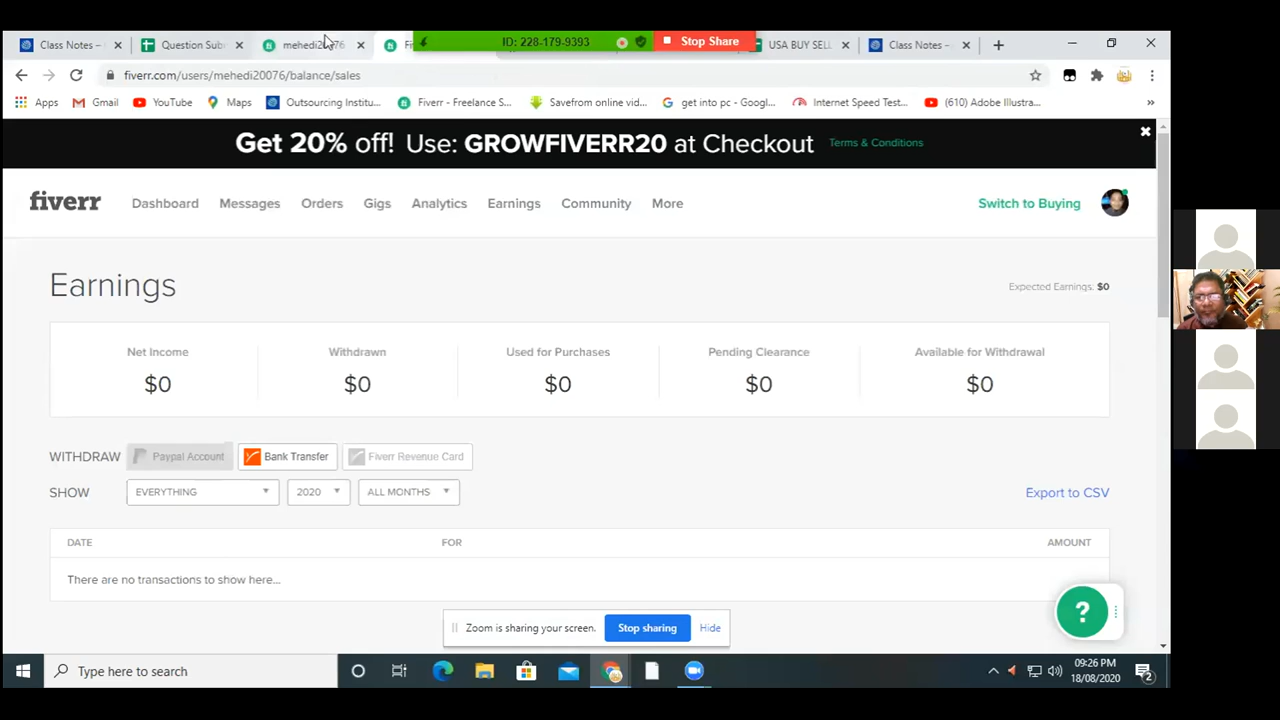 Class Notes –
Question Sub
mehedi20076
ID: 228-179-9393
Stop Share
USA BUY SELL
Class Notes –
fiverr.com/users/mehedi20076/balance/sales
Apps
Gmail
YouTube
Maps
Outsourcing Institu...
Fiverr - Freelance S...
Savefrom online vid...
get into pc - Googl...
Internet Speed Test...
(610) Adobe Illustra...
»
Get 20% off! Use: GROWFIVERR20 at Checkout
Terms & Conditions
fiverr
Dashboard
Messages
Orders
Gigs
Analytics
Earnings
Community
More
Switch to Buying
Earnings
Expected Earnings: $0
Net Income
Withdrawn
Used for Purchases
Pending Clearance
Available for Withdrawal
$0
$0
$0
$0
$0
WITHDRAW
Paypal Account
Bank Transfer
Fiverr Revenue Card
SHOW
EVERYTHING
2020
ALL MONTHS
Export to CSV
DATE
FOR
AMOUNT
There are no transactions to show here...
?
Zoom is sharing your screen.
Stop sharing
Hide
Type here to search
09:26 PM
18/08/2020
2